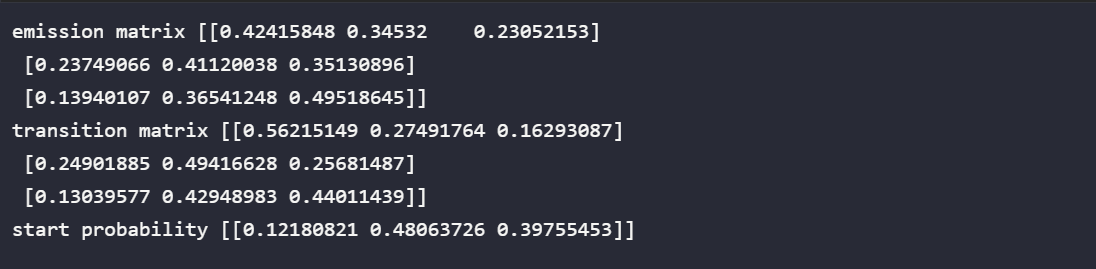 emission matrix [[0.42415848 0.34532    0.23052153]
 [0.23749066 0.41120038 0.35130896]
 [0.13940107 0.36541248 0.49518645]]
transition matrix [[0.56215149 0.27491764 0.16293087]
 [0.24901885 0.49416628 0.25681487]
 [0.13039577 0.42948983 0.44011439]]
start probability [[0.12180821 0.48063726 0.39755453]]